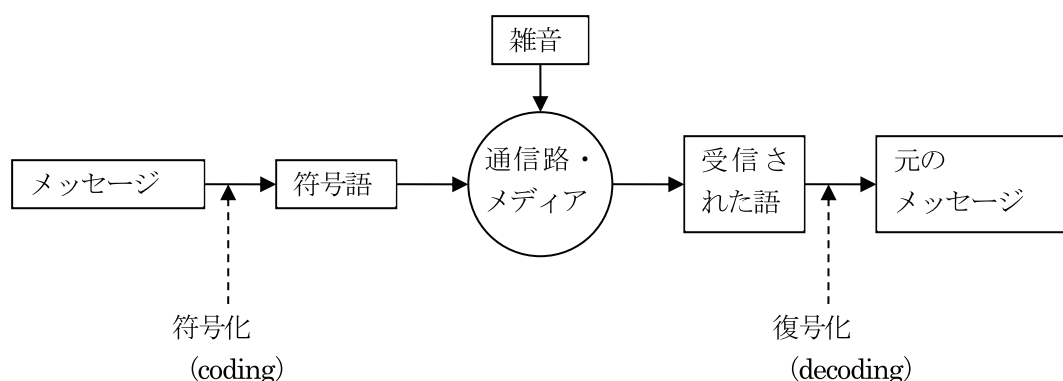 雑音
メッセージ
符号語
通信路・
メディア
受信さ
れた語
元の
メッセージ
符号化
(coding)
復号化
(decoding)